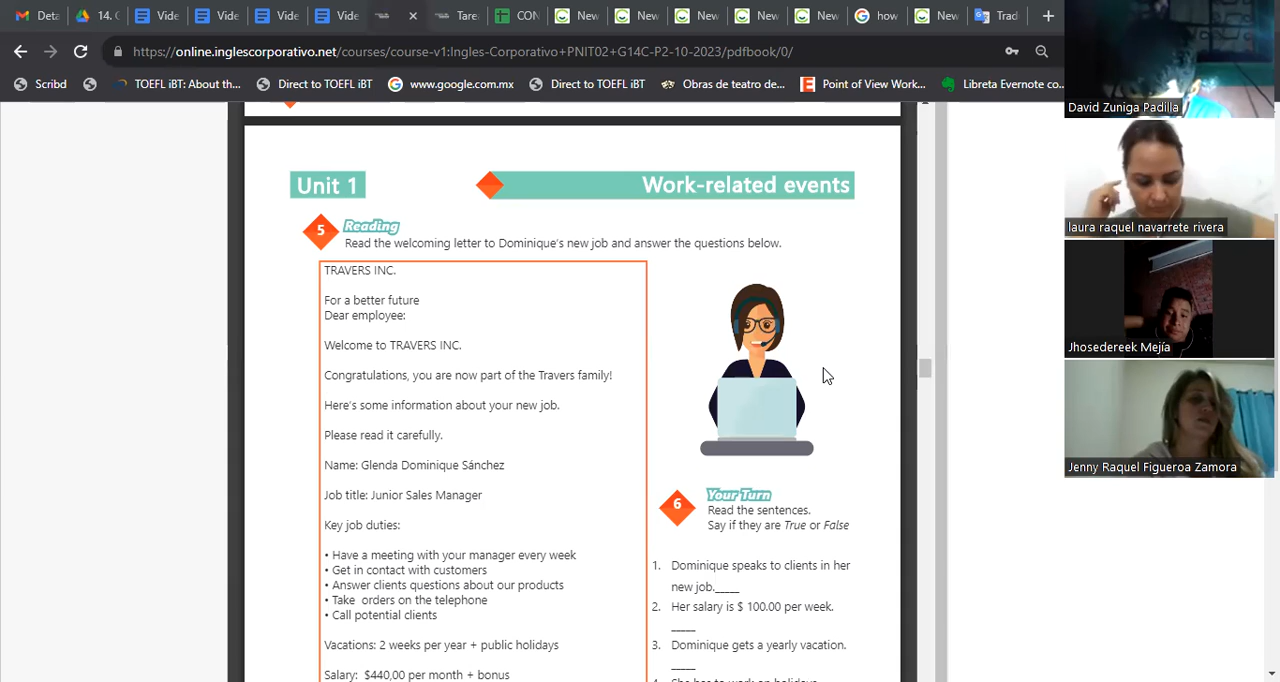 Deta
14. (
Vide
Vide
Vide
Vide
Tare
CON
New
New
New
New
New
how
New
Trad
https://online.inglescorporativo.net/courses/course-v1:Ingles-Corporativo+PNIT02+G14C-P2-10-2023/pdfbook/0/
Scribd
TOEFL iBT: About th...
Direct to TOEFL iBT
www.google.com.mx
Direct to TOEFL iBT
Obras de teatro de...
Point of View Work...
Libreta Evernote co...
Unit 1
Work-related events
5
Reading
Read the welcoming letter to Dominique's new job and answer the questions below.
TRAVERS INC.
For a better future
Dear employee:
Welcome to TRAVERS INC.
Congratulations, you are now part of the Travers family!
Here's some information about your new job.
Please read it carefully.
Name: Glenda Dominique Sánchez
Job title: Junior Sales Manager
Key job duties:
• Have a meeting with your manager every week
• Get in contact with customers
• Answer clients questions about our products
• Take orders on the telephone
• Call potential clients
Vacations: 2 weeks per year + public holidays
Salary: $440,00 per month + bonus
6
Your Turn
Read the sentences.
Say if they are True or False
1. Dominique speaks to clients in her
new job._____
2. Her salary is $ 100.00 per week.
_____
3. Dominique gets a yearly vacation.
_____
4. She has to work on holidays
David Zuniga Padilla
laura raquel navarrete rivera
Jhosedereek Mejía
Jenny Raquel Figueroa Zamora